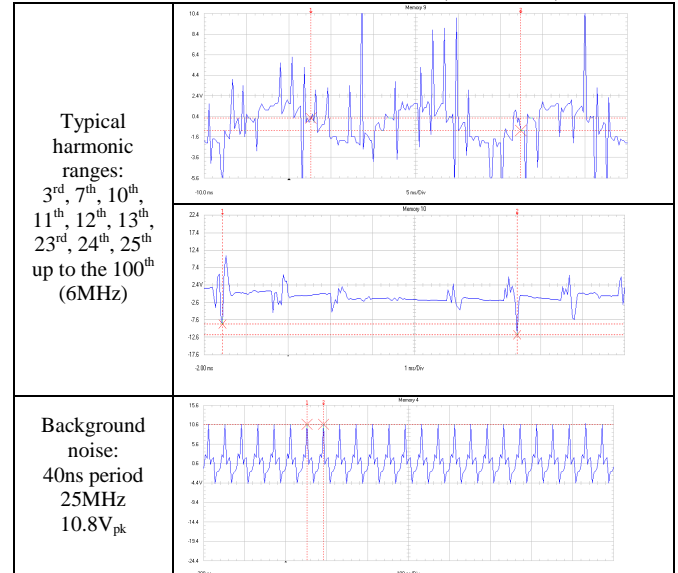 Typical
harmonic
ranges:
3rd, 7th, 10th,
11th, 12th, 13th,
23rd, 24th, 25th
up to the 100th
(6MHz)
Memory 9
10.4
8.4
6.4
4.4
2.4V
0.4
-1.6
-3.6
-5.6
-10.0 ms
5 ms/Div
Memory 10
22.4
17.4
12.4
7.4
2.4V
-2.6
-7.6
-12.6
-17.6
-2.00 ms
1 ms/Div
Background
noise:
40ns period
25MHz
10.8Vpk
Memory 4
15.6
10.6
5.6
0.6
-4.4V
-9.4
-14.4
-19.4
-24.4